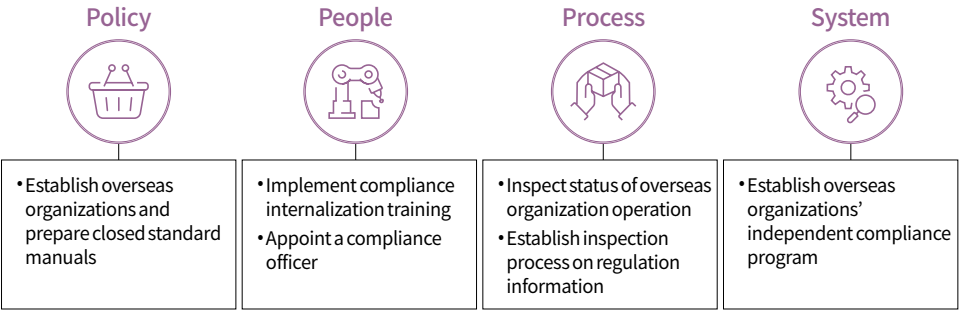 Policy
People
Process
System
•Establish overseas
organizations and
prepare closed standard
manuals
•Implement compliance
internalization training
•Appoint a compliance
officer
•Inspect status of overseas
organization operation
•Establish inspection
process on regulation
information
•Establish overseas
organizations’
independent compliance
program